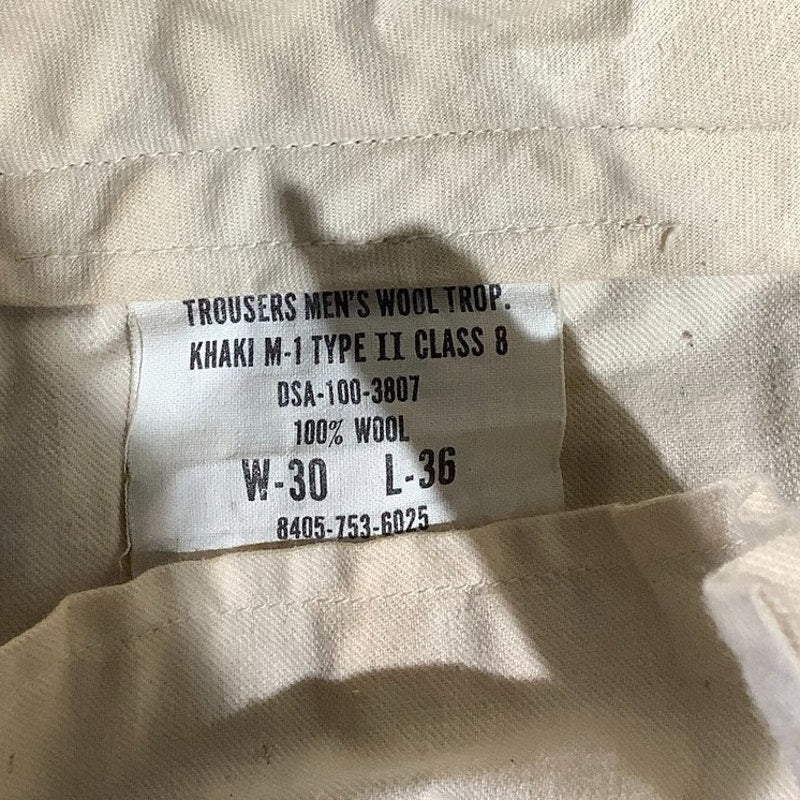 TROUSERS MEN'S WOOL TROP.
KHAKI M-1 TYPE II CLASS 8
DSA-100-3807
100% WOOL
W-30 L-36
8405-753-6025